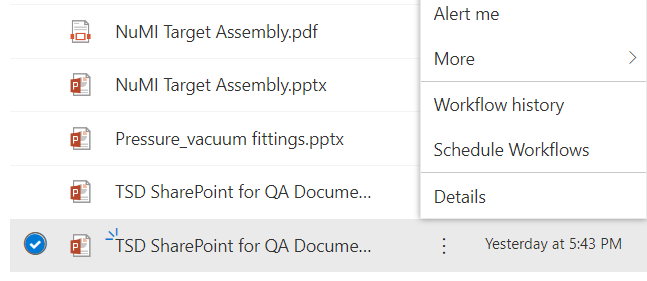 NuMI Target Assembly.pdf
NuMI Target Assembly.pptx
Pressure_vacuum fittings.pptx
TSD SharePoint for QA Docume...
TSD SharePoint for QA Docume...
Yesterday at 5:43 PM
Alert me
More
Workflow history
Schedule Workflows
Details